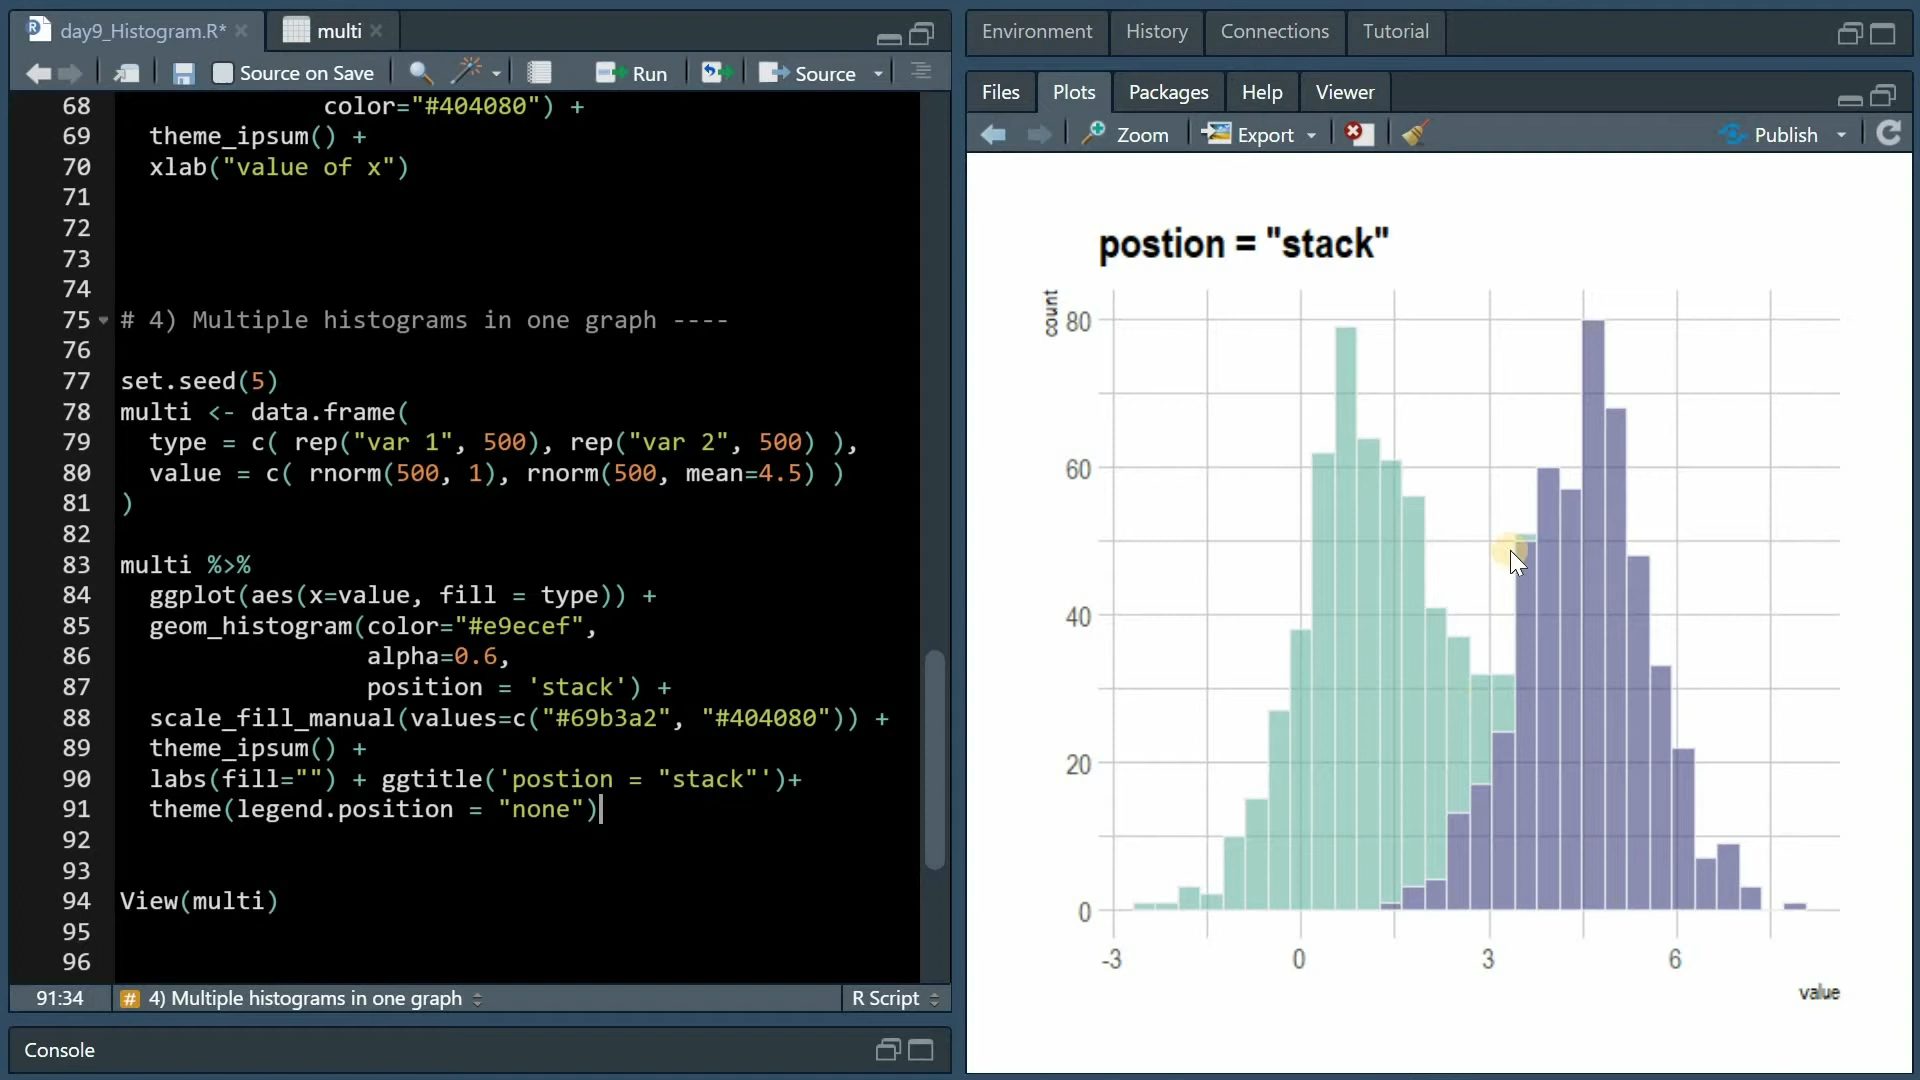 day9_Histogram.R*
multi
Source on Save
Run
Source
68 color="#404080") +
69 theme_ipsum() +
70 xlab("value of x")
71
72
73
74
75 # 4) Multiple histograms in one graph ----
76
77 set.seed(5)
78 multi <- data.frame(
79 type = c( rep("var 1", 500), rep("var 2", 500) ),
80 value = c( rnorm(500, 1), rnorm(500, mean=4.5) )
81 )
82
83 multi %>%
84 ggplot(aes(x=value, fill = type)) +
85 geom_histogram(color="#e9ecef",
86 alpha=0.6,
87 position = 'stack') +
88 scale_fill_manual(values=c("#69b3a2", "#404080")) +
89 theme_ipsum() +
90 labs(fill="") + ggtitle('postion = "stack"')+
91 theme(legend.position = "none")
92
93
94 View(multi)
95
96
91:34
# 4) Multiple histograms in one graph
R Script
Console
Environment
History
Connections
Tutorial
Files
Plots
Packages
Help
Viewer
Zoom
Export
Publish
postion = "stack"
count
80
60
40
20
0
-3
0
3
6
value